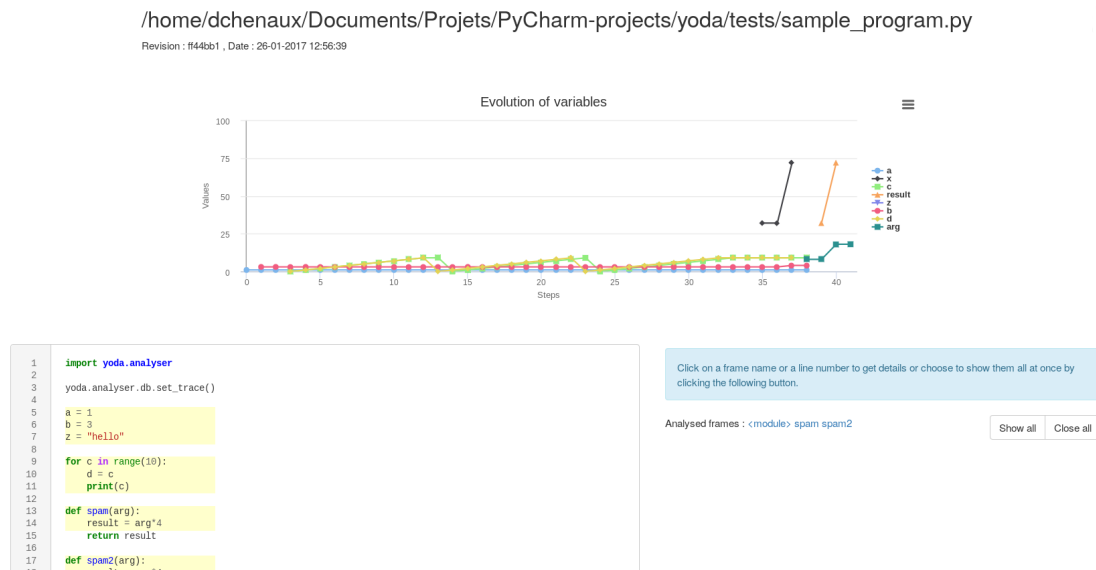 /home/dchenaux/Documents/Projets/PyCharm-projects/yoda/tests/sample_program.py
Revision : ff44bb1 , Date : 26-01-2017 12:56:39
Evolution of variables
100
75
50
25
0
Values
0 5 10 15 20 25 30 35 40
Steps
a
x
c
result
z
b
d
arg
1 import yoda.analyser
2
3 yoda.analyser.db.set_trace()
4
5 a = 1
6 b = 3
7 z = "hello"
8
9 for c in range(10):
10     d = c
11     print(c)
12
13 def spam(arg):
14     result = arg*4
15     return result
16
17 def spam2(arg):
Click on a frame name or a line number to get details or choose to show them all at once by
clicking the following button.
Analysed frames : <module> spam spam2
Show all Close all